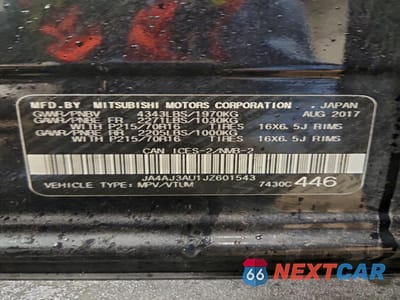 MFD.BY MITSUBISHI MOTORS CORPORATION JAPAN
GVWR/PNBV 4343LBS/1970KG AUG 2017
GAWR/PNBE FR 2271LBS/1030KG
WITH P215/70R16 TIRES 16X6.5J RIMS
GAWR/PNBE RR 2205LBS/1000KG
WITH P215/70R16 TIRES 16X6.5J RIMS
CAN ICES-2/NMB-2
JA4AJ3AU1JZ601543
VEHICLE TYPE: MPV/VTUM 7430C 446
66 NEXTCAR